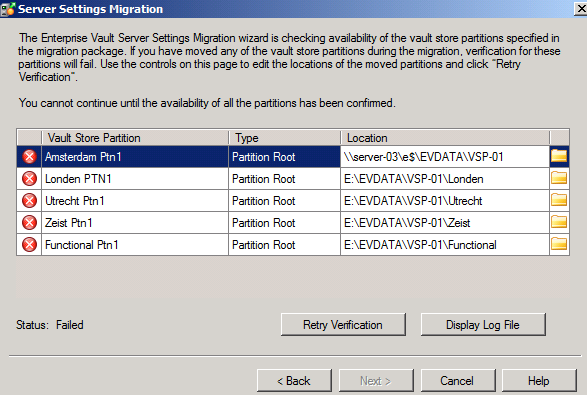 Server Settings Migration
The Enterprise Vault Server Settings Migration wizard is checking availability of the vault store partitions specified in
the migration package. If you have moved any of the vault store partitions during the migration, verification for these
partitions will fail. Use the controls on this page to edit the locations of the moved partitions and click "Retry
Verification".
You cannot continue until the availability of all the partitions has been confirmed.
Vault Store Partition Type Location
Amsterdam Ptn1 Partition Root \\server-03\e$\EVDATA\VSP-01
Londen PTN1 Partition Root E:\EVDATA\VSP-01\Londen
Utrecht Ptn1 Partition Root E:\EVDATA\VSP-01\Utrecht
Zeist Ptn1 Partition Root E:\EVDATA\VSP-01\Zeist
Functional Ptn1 Partition Root E:\EVDATA\VSP-01\Functional
Status: Failed Retry Verification Display Log File
< Back Next > Cancel Help